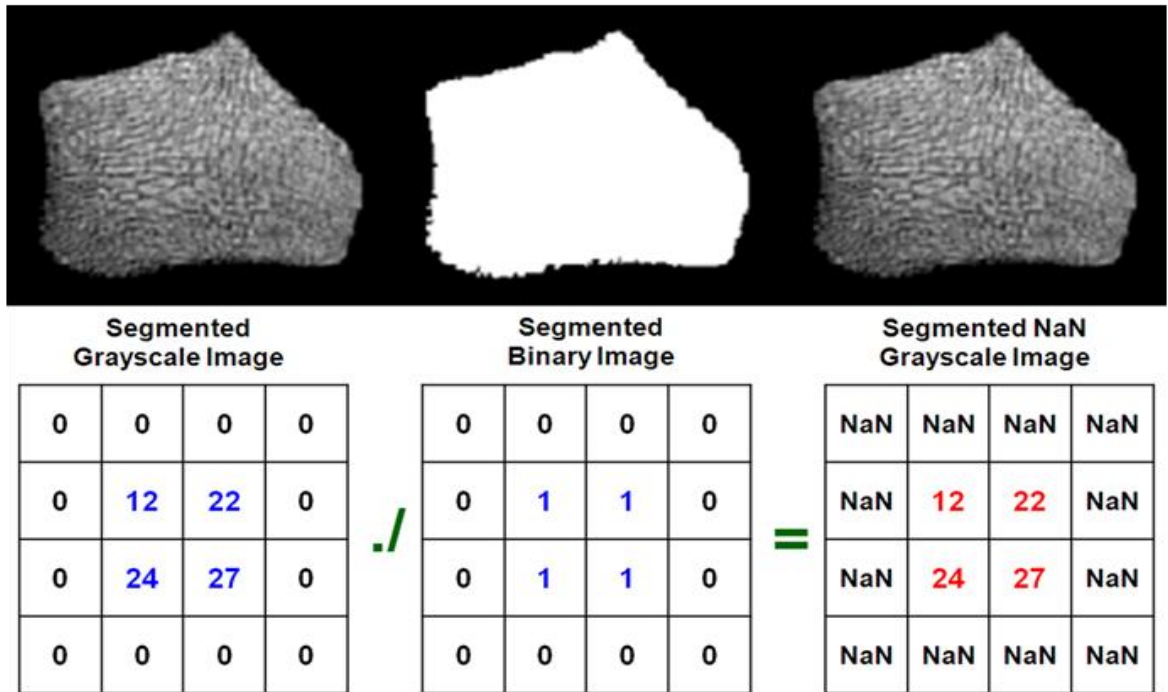 Segmented
Grayscale Image
Segmented
Binary Image
Segmented NaN
Grayscale Image
0 0 0 0 0 0 0 0 NaN NaN NaN NaN
0 12 22 0 0 1 1 0 NaN 12 22 NaN
./ =
0 24 27 0 0 1 1 0 NaN 24 27 NaN
0 0 0 0 0 0 0 0 NaN NaN NaN NaN